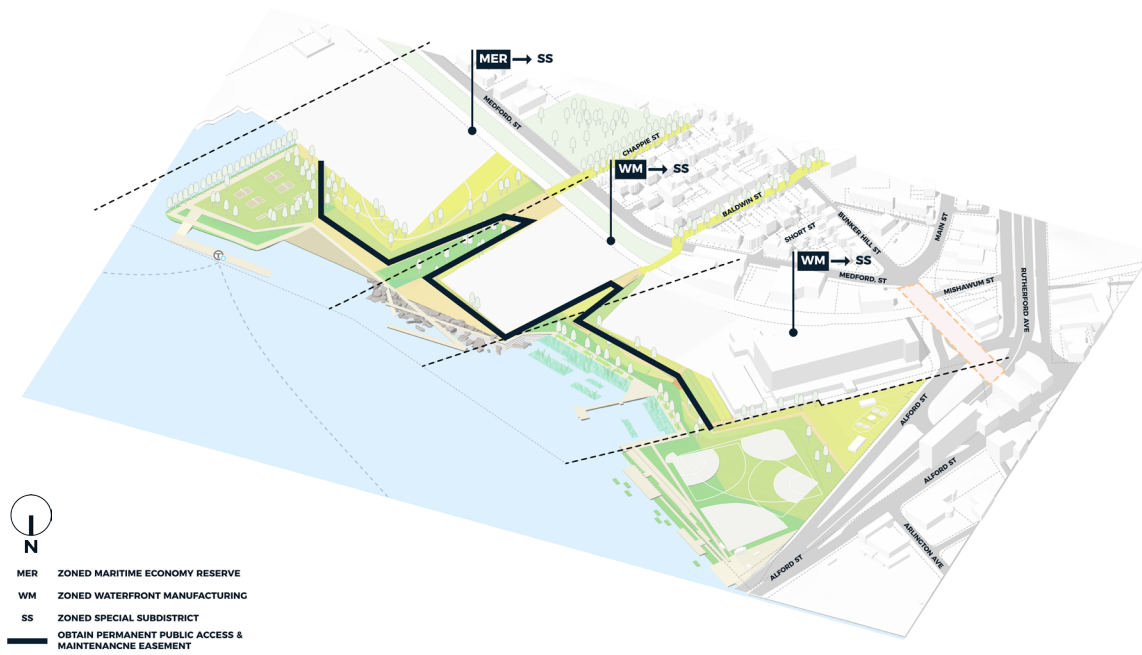 MER → SS
MEDFORD, ST
CHAPPIE ST
WM → SS
BALDWIN ST
SHORT ST
BUNKER HILL ST
MAIN ST
WM → SS
MEDFORD, ST
MISHAWUM ST
RUTHERFORD AVE
T
ALFORD ST
ALFORD ST
ARLINGTON AVE
ALFORD ST
N
MER ZONED MARITIME ECONOMY RESERVE
WM ZONED WATERFRONT MANUFACTURING
SS ZONED SPECIAL SUBDISTRICT
OBTAIN PERMANENT PUBLIC ACCESS &
MAINTENANCNE EASEMENT